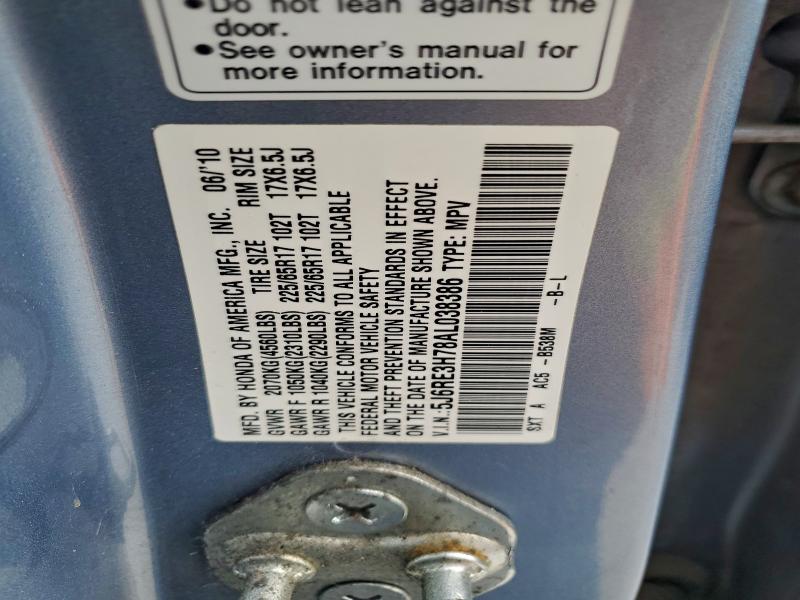 •Do not lean against the
door.
•See owner's manual for
more information.
MFD. BY HONDA OF AMERICA MFG., INC. 06/'10
GVWR 2070KG(4560LBS) TIRE SIZE RIM SIZE
GAWR F 1050KG(2310LBS) 225/65R17 102T 17X6.5J
GAWR R 1040KG(2290LBS) 225/65R17 102T 17X6.5J
THIS VEHICLE CONFORMS TO ALL APPLICABLE
FEDERAL MOTOR VEHICLE SAFETY
AND THEFT PREVENTION STANDARDS IN EFFECT
ON THE DATE OF MANUFACTURE SHOWN ABOVE.
V.I.N.:5J6RE3H78AL038386 TYPE: MPV
SXT A AC5 -B538M -B-L